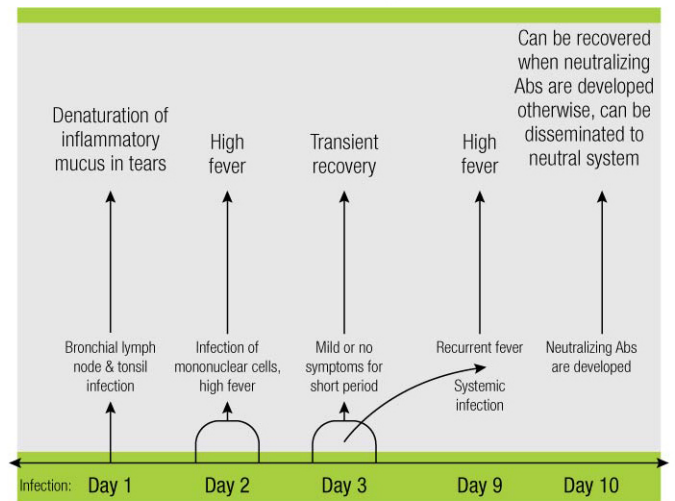 Denaturation of
inflammatory
mucus in tears
High
fever
Transient
recovery
High
fever
Can be recovered
when neutralizing
Abs are developed
otherwise, can be
disseminated to
neutral system
Bronchial lymph
node & tonsil
infection
Infection of
mononuclear cells,
high fever
Mild or no
symptoms for
short period
Recurrent fever
Systemic
infection
Neutralizing Abs
are developed
Infection: Day 1 Day 2 Day 3 Day 9 Day 10